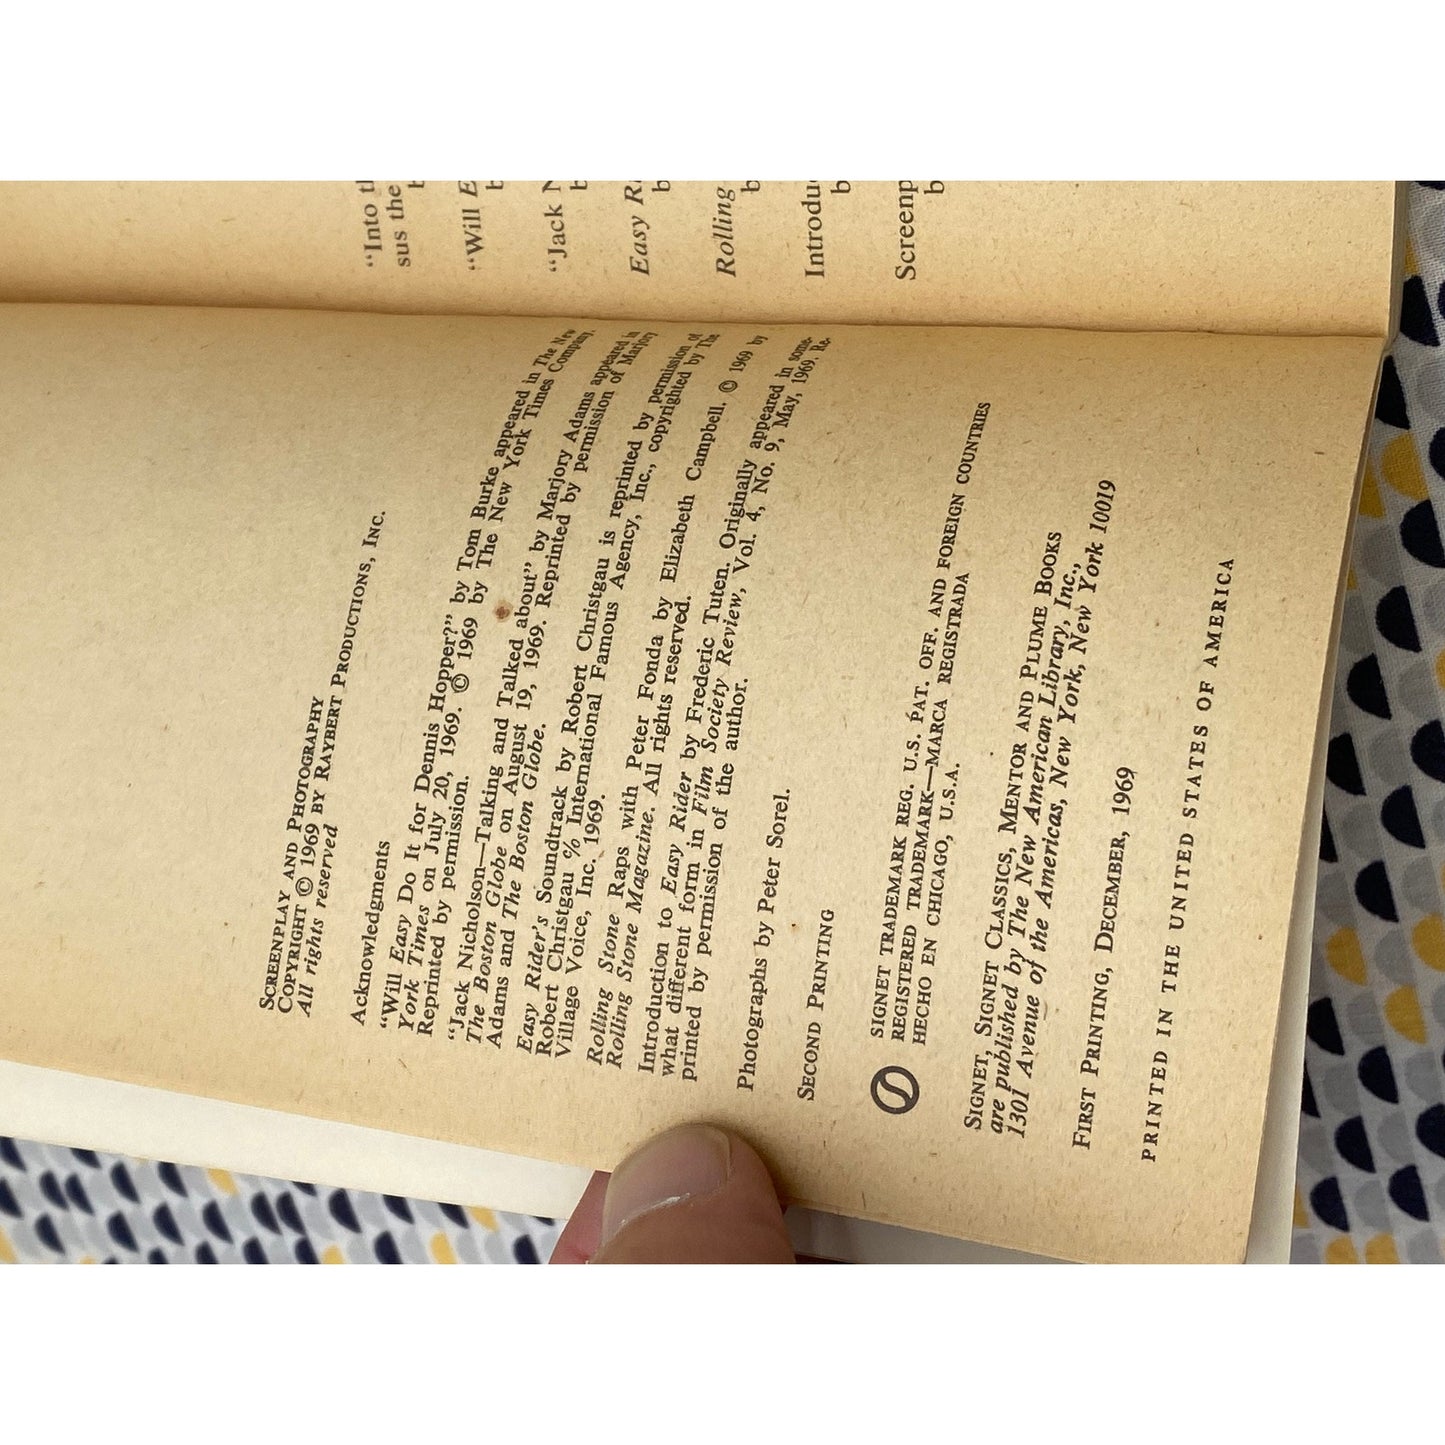 SCREENPLAY AND PHOTOGRAPHY
COPYRIGHT © 1969 BY RAYBERT PRODUCTIONS, INC.
All rights reserved
Acknowledgments
"Will Easy Do It for Dennis Hopper?" by Tom Burke appeared in The New
York Times on July 20, 1969. © 1969 by The New York Times Company.
Reprinted by permission.
"Jack Nicholson—Talking and Talked about" by Marjory Adams appeared in
The Boston Globe on August 19, 1969. Reprinted by permission of Marjory
Adams and The Boston Globe.
Easy Rider's Soundtrack by Robert Christgau is reprinted by permission of
Robert Christgau % International Famous Agency, Inc., copyrighted by The
Village Voice, Inc. 1969.
Rolling Stone Raps with Peter Fonda by Elizabeth Campbell. © 1969 by
Rolling Stone Magazine. All rights reserved.
Introduction to Easy Rider by Frederic Tuten. Originally appeared in some-
what different form in Film Society Review, Vol. 4, No. 9, May, 1969. Re-
printed by permission of the author.
Photographs by Peter Sorel.
SECOND PRINTING
SIGNET TRADEMARK REG. U.S. PAT. OFF. AND FOREIGN COUNTRIES
REGISTERED TRADEMARK—MARCA REGISTRADA
HECHO EN CHICAGO, U.S.A.
SIGNET, SIGNET CLASSICS, MENTOR AND PLUME BOOKS
are published by The New American Library, Inc.,
1301 Avenue of the Americas, New York, New York 10019
FIRST PRINTING, DECEMBER, 1969
PRINTED IN THE UNITED STATES OF AMERICA
"Into t
sus the
b
"Will E
b
"Jack N
b
Easy R
b
Rolling
b
Introdu
b
Screenp
b